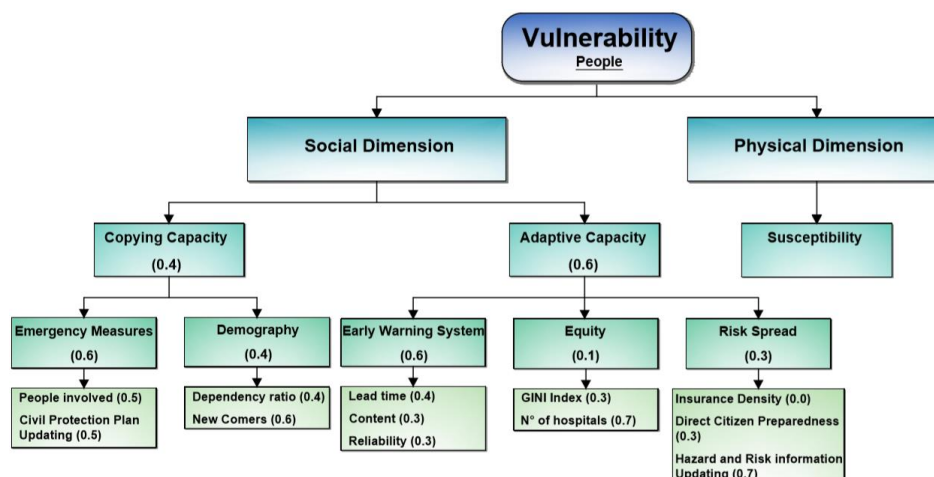 Vulnerability
People
Social Dimension
Physical Dimension
Copying Capacity
(0.4)
Adaptive Capacity
(0.6)
Susceptibility
Emergency Measures
(0.6)
Demography
(0.4)
Early Warning System
(0.6)
Equity
(0.1)
Risk Spread
(0.3)
People involved (0.5)
Civil Protection Plan
Updating (0.5)
Dependency ratio (0.4)
New Comers (0.6)
Lead time (0.4)
Content (0.3)
Reliability (0.3)
GINI Index (0.3)
N° of hospitals (0.7)
Insurance Density (0.0)
Direct Citizen Preparedness
(0.3)
Hazard and Risk information
Updating (0.7)